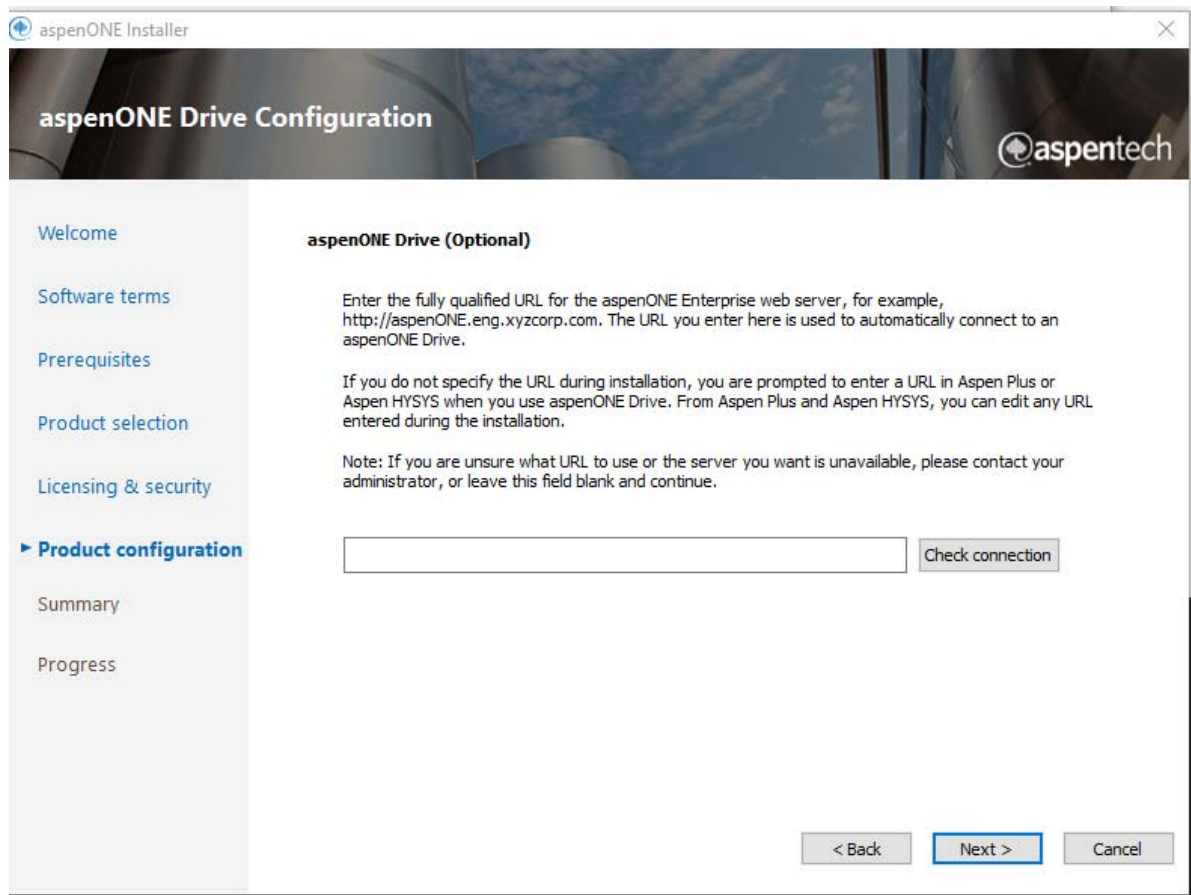 aspenONE Installer
aspenONE Drive Configuration
aspentech
Welcome
Software terms
Prerequisites
Product selection
Licensing & security
Product configuration
Summary
Progress
aspenONE Drive (Optional)
Enter the fully qualified URL for the aspenONE Enterprise web server, for example,
http://aspenONE.eng.xyzcorp.com. The URL you enter here is used to automatically connect to an
aspenONE Drive.
If you do not specify the URL during installation, you are prompted to enter a URL in Aspen Plus or
Aspen HYSYS when you use aspenONE Drive. From Aspen Plus and Aspen HYSYS, you can edit any URL
entered during the installation.
Note: If you are unsure what URL to use or the server you want is unavailable, please contact your
administrator, or leave this field blank and continue.
Check connection
< Back
Next >
Cancel